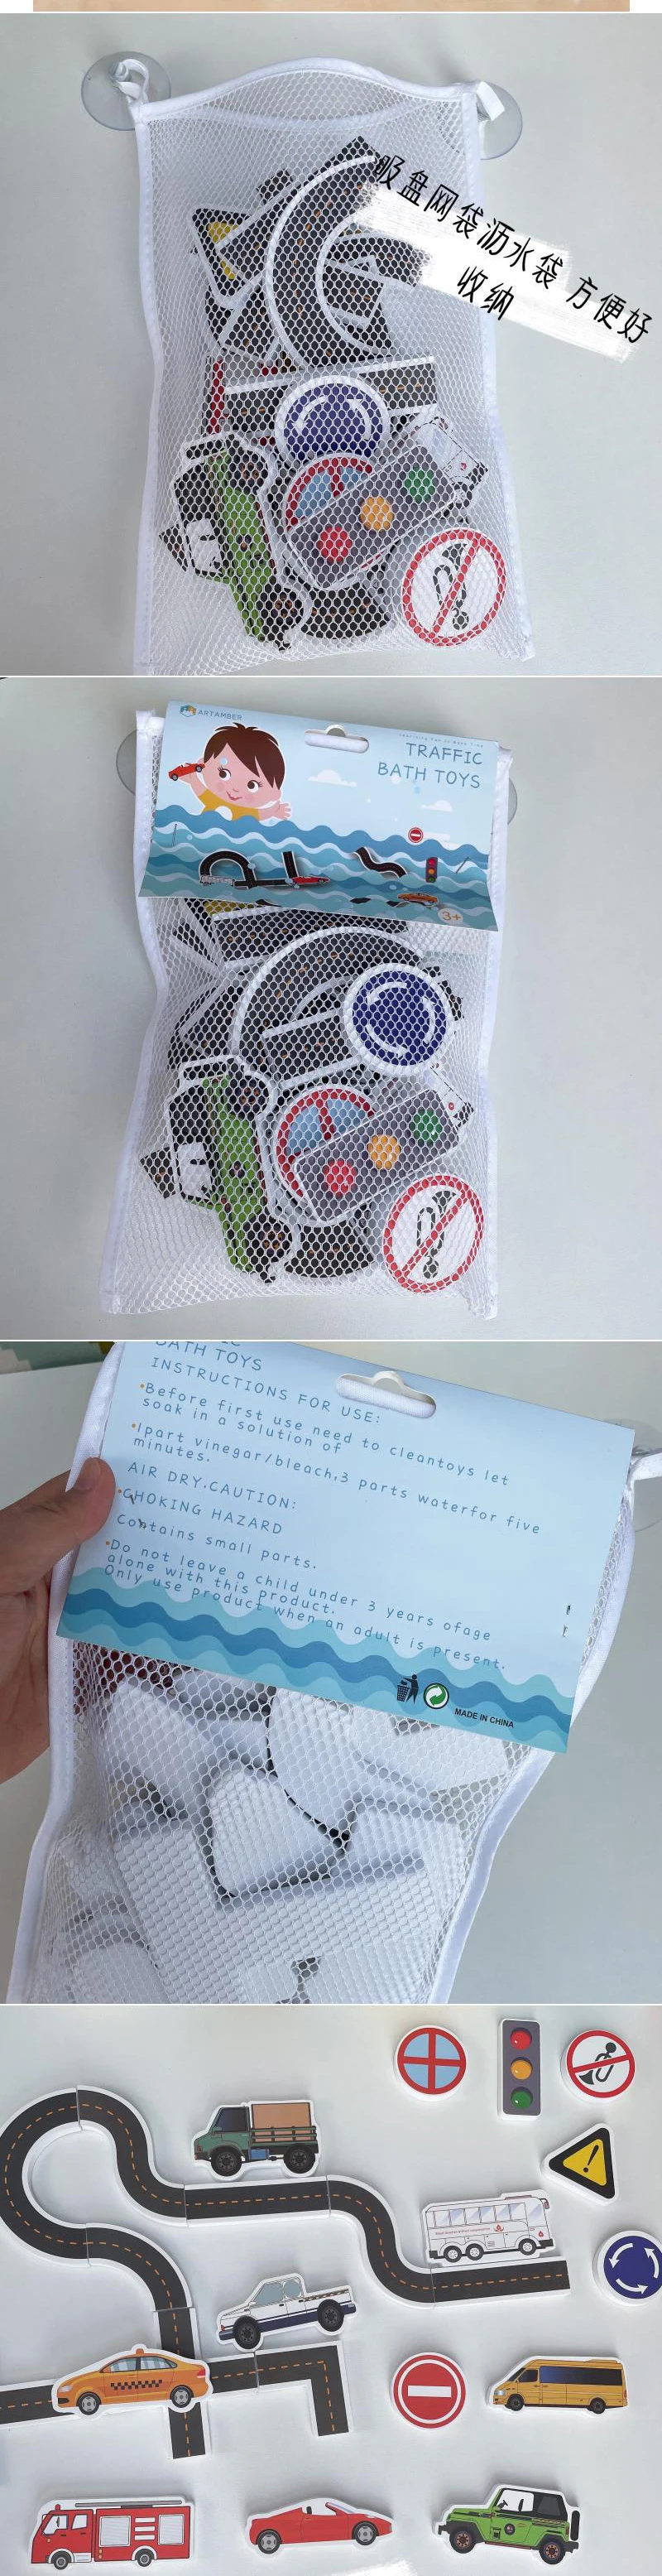 吸盘网袋沥水袋 方便好
收纳
ARTAMBER
TRAFFIC
BATH TOYS
3+
BATH TOYS
INSTRUCTIONS FOR USE:
•Before first use need to cleantoys let
soak in a solution of
•1part vinegar/bleach,3 parts waterfor five
minutes.
AIR DRY.CAUTION:
•CHOKING HAZARD
Contains small parts.
•Do not leave a child under 3 years ofage
alone with this product.
Only use product when an adult is present.
MADE IN CHINA